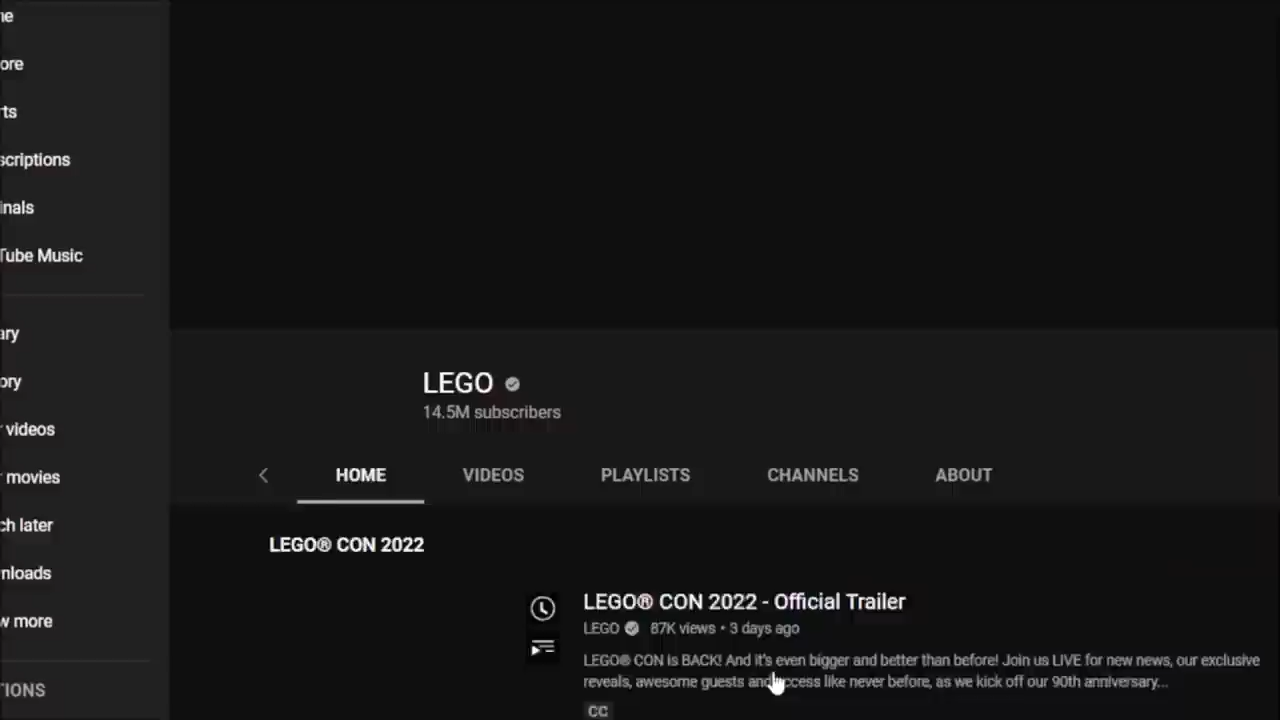 ne
ore
rts
scriptions
inals
Tube Music
ary
ory
r videos
r movies
ch later
nloads
w more
TIONS
LEGO
14.5M subscribers
HOME VIDEOS PLAYLISTS CHANNELS ABOUT
LEGO® CON 2022
LEGO® CON 2022 - Official Trailer
LEGO 87K views • 3 days ago
LEGO® CON is BACK! And it's even bigger and better than before! Join us LIVE for new news, our exclusive
reveals, awesome guests and access like never before, as we kick off our 90th anniversary...
CC